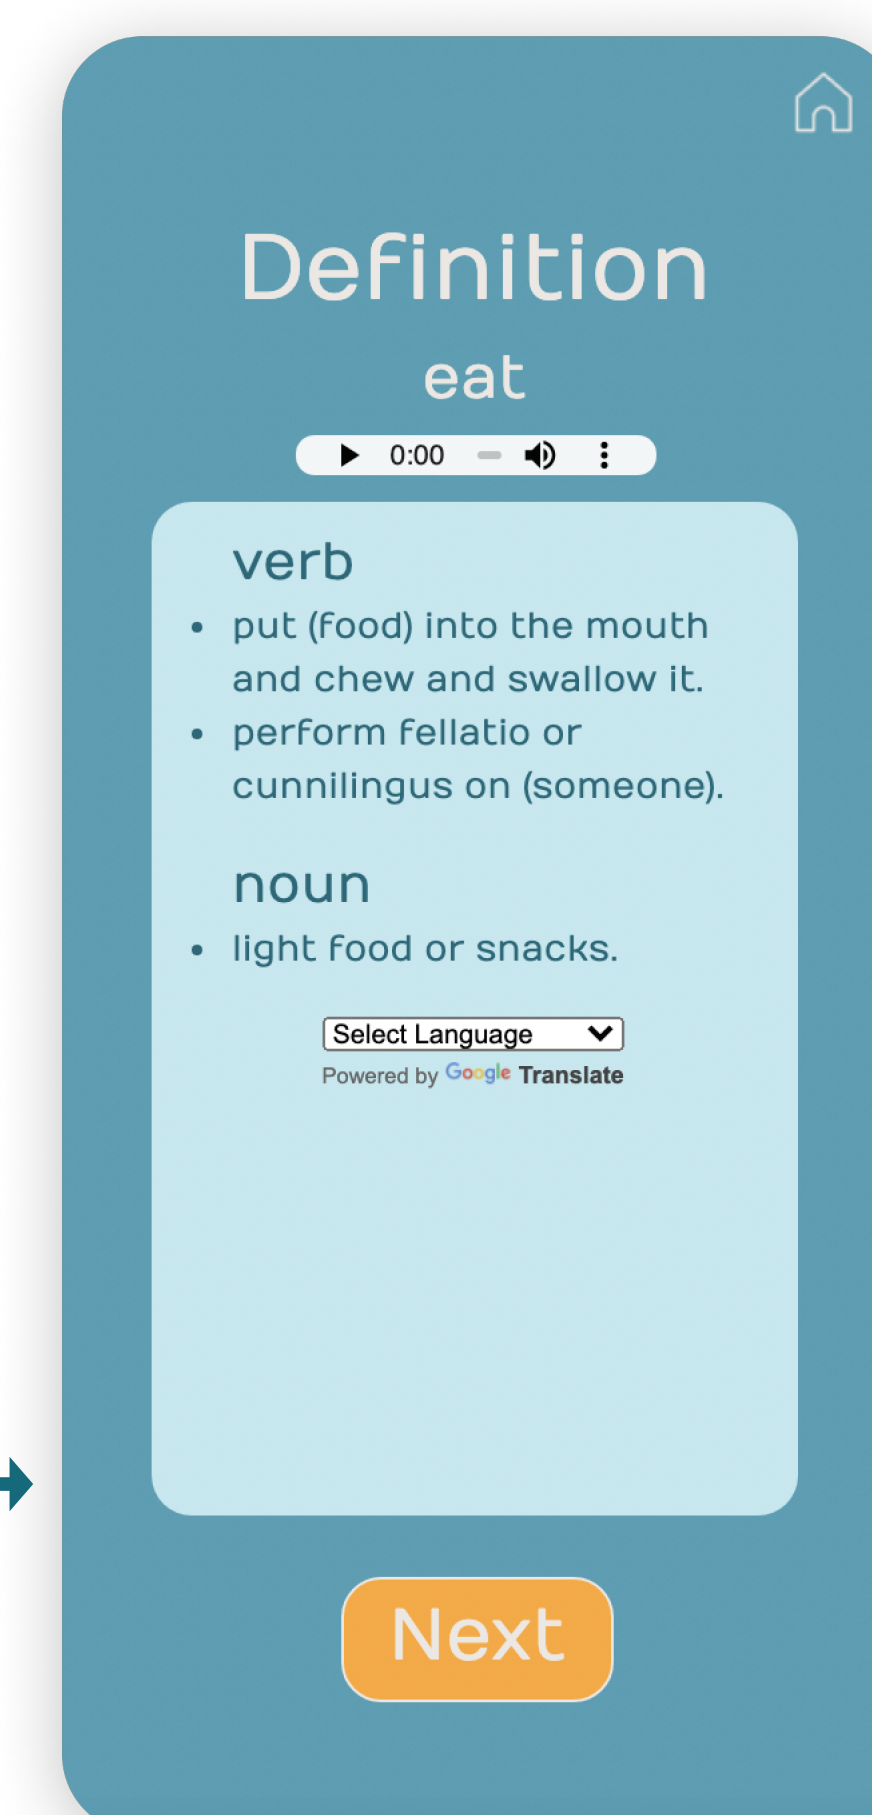 Definition
eat
0:00
verb
• put (food) into the mouth
and chew and swallow it.
• perform fellatio or
cunnilingus on (someone).
noun
• light food or snacks.
Select Language
Powered by Google Translate
Next